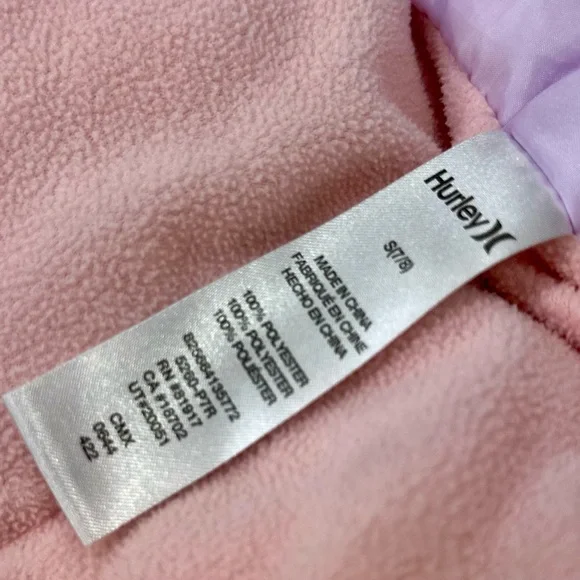 Hurley
S(7/8)
MADE IN CHINA
FABRIQUÉ EN CHINE
HECHO EN CHINA
100% POLYESTER
100% POLYESTER
100% POLIÉSTER
825664135772
5260-P7R
RN #81917
CA #18702
UT#20051
CMX
0644
422